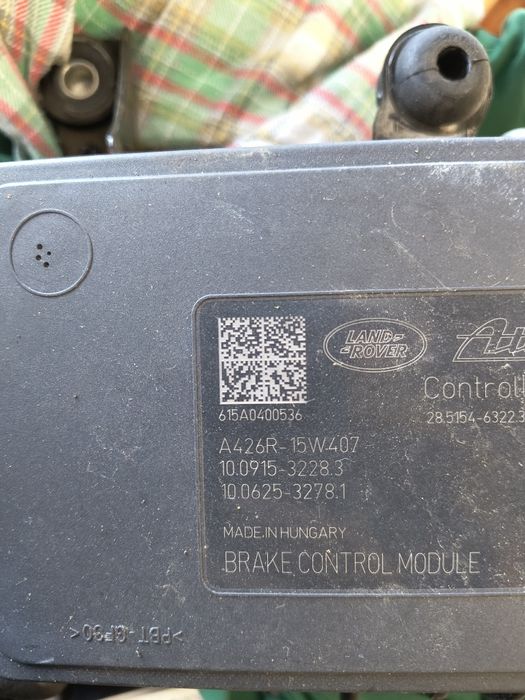 LAND-
-ROVER
Controll
615A0400536
28.5154-6322.3
A426R-15W407
10.0915-3228.3
10.0625-3278.1
MADE IN HUNGARY
BRAKE CONTROL MODULE
>PBT-GF30<